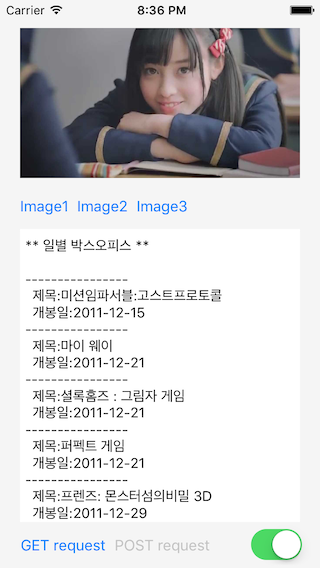 Carrier 8:36 PM
Image1 Image2 Image3
** 일별 박스오피스 **
----------------
제목:미션임파서블:고스트프로토콜
개봉일:2011-12-15
----------------
제목:마이 웨이
개봉일:2011-12-21
----------------
제목:셜록홈즈 : 그림자 게임
개봉일:2011-12-21
----------------
제목:퍼펙트 게임
개봉일:2011-12-21
----------------
제목:프렌즈: 몬스터섬의비밀 3D
개봉일:2011-12-29
GET request POST request